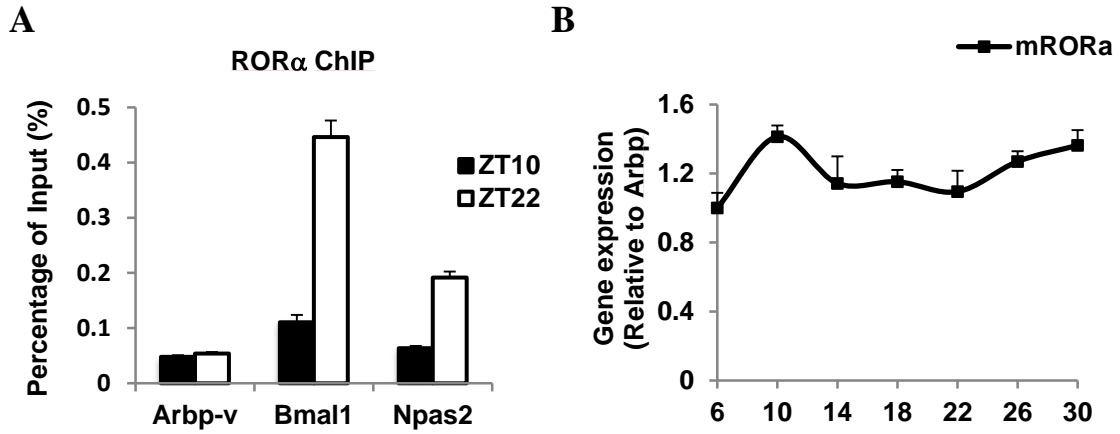 A
RORα ChIP
Percentage of Input (%)
0.5
0.4
0.3
0.2
0.1
0
ZT10
ZT22
Arbp-v Bmal1 Npas2
B
mRORa
Gene expression
(Relative to Arbp)
1.6
1.2
0.8
0.4
0
6 10 14 18 22 26 30